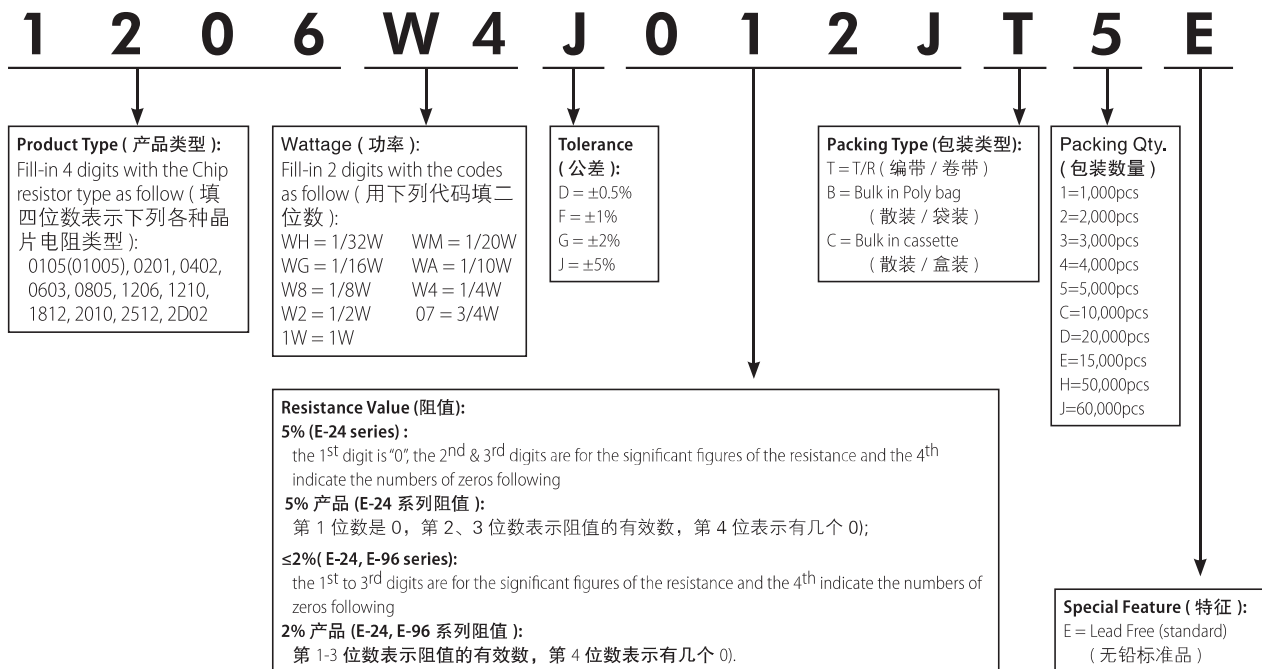 1206W4J012JT5E
Product Type ( 产品类型 ):
Fill-in 4 digits with the Chip
resistor type as follow ( 填
四位数表示下列各种晶
片电阻类型 ):
0105(01005), 0201, 0402,
0603, 0805, 1206, 1210,
1812, 2010, 2512, 2D02
Wattage ( 功率 ):
Fill-in 2 digits with the codes
as follow ( 用下列代码填二
位数 ):
WH = 1/32W WM = 1/20W
WG = 1/16W WA = 1/10W
W8 = 1/8W W4 = 1/4W
W2 = 1/2W 07 = 3/4W
1W = 1W
Tolerance
( 公差 ):
D = ±0.5%
F = ±1%
G = ±2%
J = ±5%
Packing Type (包装类型):
T = T/R ( 编带 / 卷带 )
B = Bulk in Poly bag
( 散装 / 袋装 )
C = Bulk in cassette
( 散装 / 盒装 )
Packing Qty.
( 包装数量 )
1=1,000pcs
2=2,000pcs
3=3,000pcs
4=4,000pcs
5=5,000pcs
C=10,000pcs
D=20,000pcs
E=15,000pcs
H=50,000pcs
J=60,000pcs
Resistance Value (阻值):
5% (E-24 series) :
the 1st digit is "0", the 2nd & 3rd digits are for the significant figures of the resistance and the 4th
indicate the numbers of zeros following
5% 产品 (E-24 系列阻值 ):
第 1 位数是 0，第 2、3 位数表示阻值的有效数，第 4 位表示有几个 0);
≤2%( E-24, E-96 series):
the 1st to 3rd digits are for the significant figures of the resistance and the 4th indicate the numbers of
zeros following
2% 产品 (E-24, E-96 系列阻值 ):
第 1-3 位数表示阻值的有效数，第 4 位数表示有几个 0).
Special Feature ( 特征 ):
E = Lead Free (standard)
( 无铅标准品 )